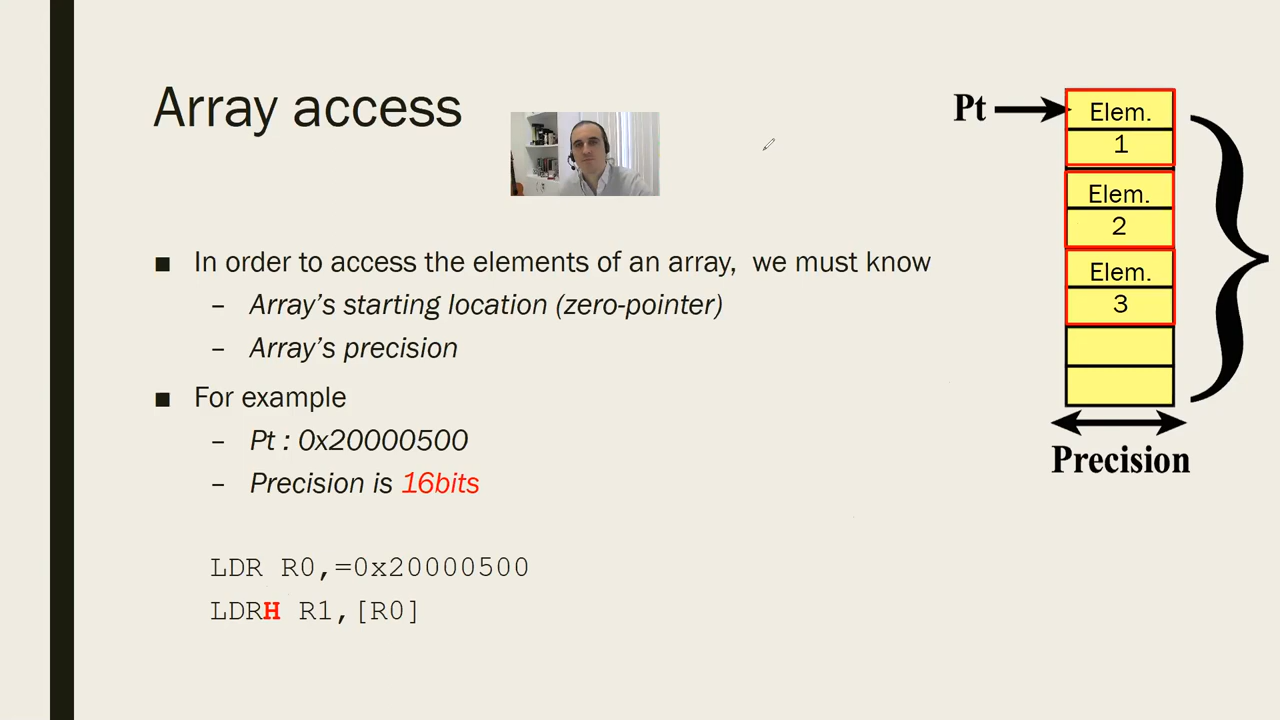 Array access
■ In order to access the elements of an array, we must know
– Array's starting location (zero-pointer)
– Array's precision
■ For example
– Pt : 0x20000500
– Precision is 16bits
LDR R0,=0x20000500
LDRH R1,[R0]
Pt
Elem.
1
Elem.
2
Elem.
3
Precision